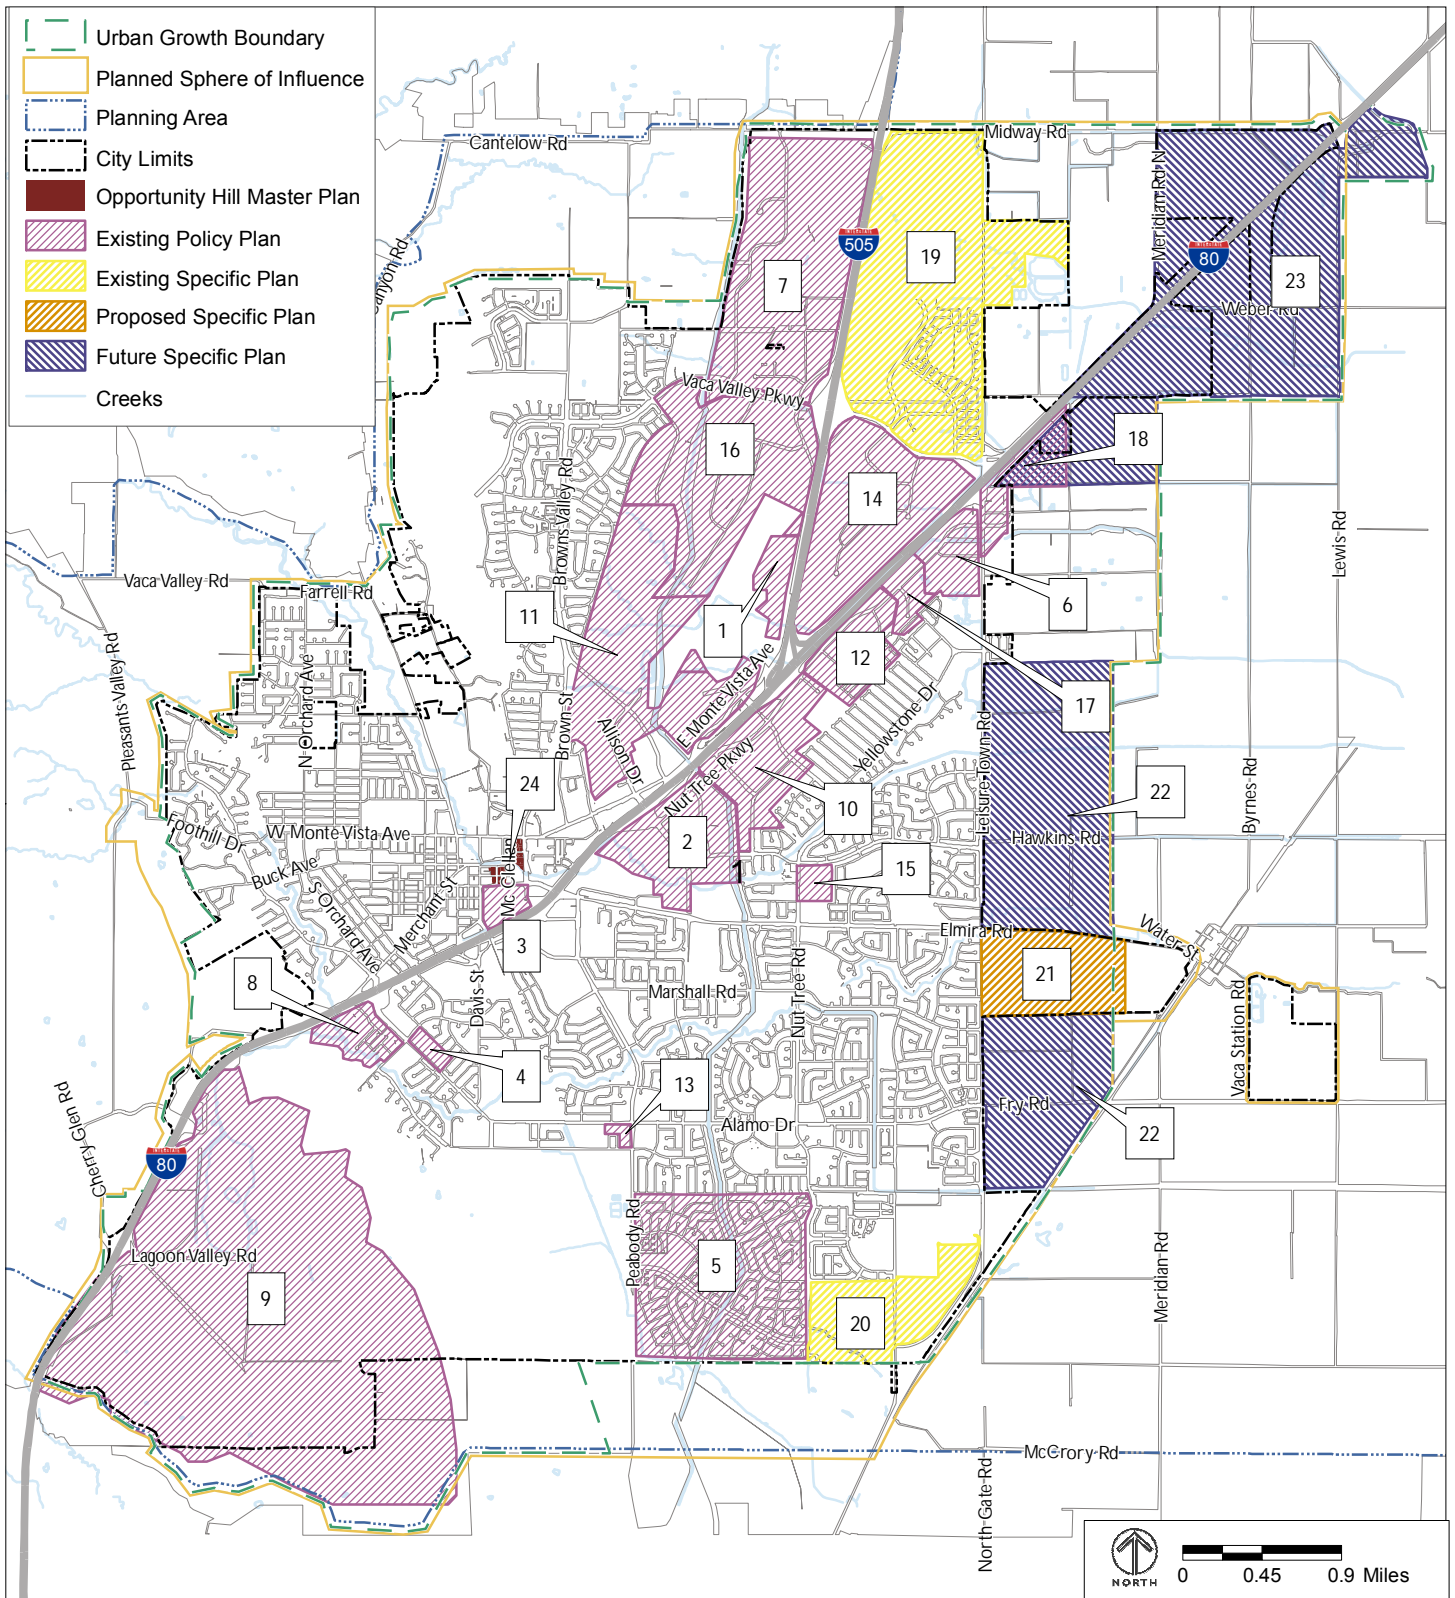 Urban Growth Boundary
Planned Sphere of Influence
Planning Area
City Limits
Opportunity Hill Master Plan
Existing Policy Plan
Existing Specific Plan
Proposed Specific Plan
Future Specific Plan
Creeks
Cantelow Rd
Midway Rd
Meridian Rd N
anyon Rd
INTERSTATE
505
INTERSTATE
80
19
7
23
Weber Rd
Vaca Valley Pkwy
16
18
14
Browns Valley Rd
Lewis Rd
Vaca Valley Rd
Farrell Rd
11
1
6
12
17
Pleasants Valley Rd
N Orchard Ave
Brown St
Allison Dr
E Monte Vista Ave
Yellowstone Dr
Leisure Town Rd
Nut Tree Pkwy
24
10
22
Byrnes Rd
Foothill Dr
W Monte Vista Ave
Hawkins Rd
2
Mc Clellan
Buck Ave
15
S Orchard Ave
Merchant St
3
Elmira Rd
Water St
8
Davis St
Marshall Rd
Nut Tree Rd
21
Vaca Station Rd
4
13
Cherry Glen Rd
Alamo Dr
Fry Rd
22
INTERSTATE
80
Peabody Rd
Lagoon Valley Rd
5
Meridian Rd
9
20
McCrory Rd
North Gate Rd
NORTH
0 0.45 0.9 Miles